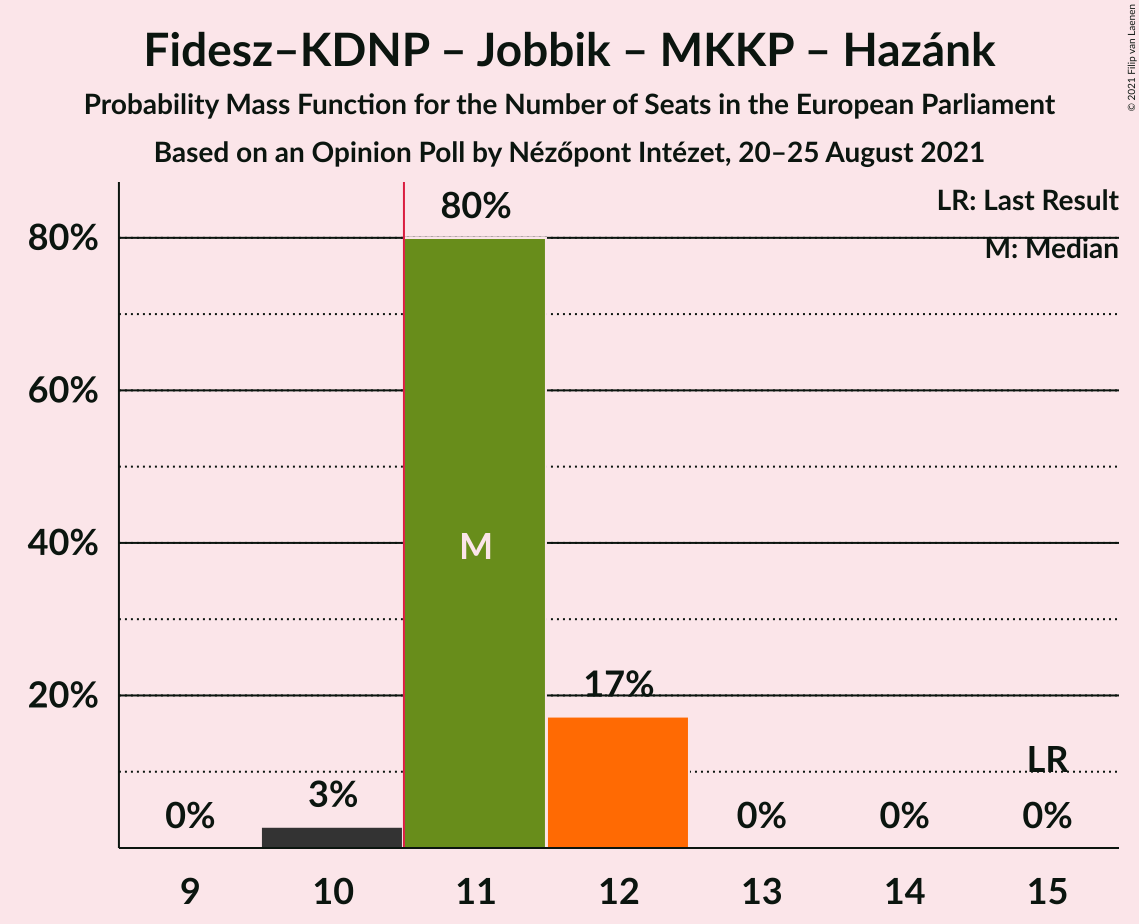 Fidesz–KDNP – Jobbik – MKKP – Hazánk
Probability Mass Function for the Number of Seats in the European Parliament
Based on an Opinion Poll by Nézőpont Intézet, 20–25 August 2021
© 2021 Filip van Laenen
LR: Last Result
M: Median
80%
60%
40%
20%
0%
3%
80%
M
17%
0%
0%
LR
0%
9 10 11 12 13 14 15